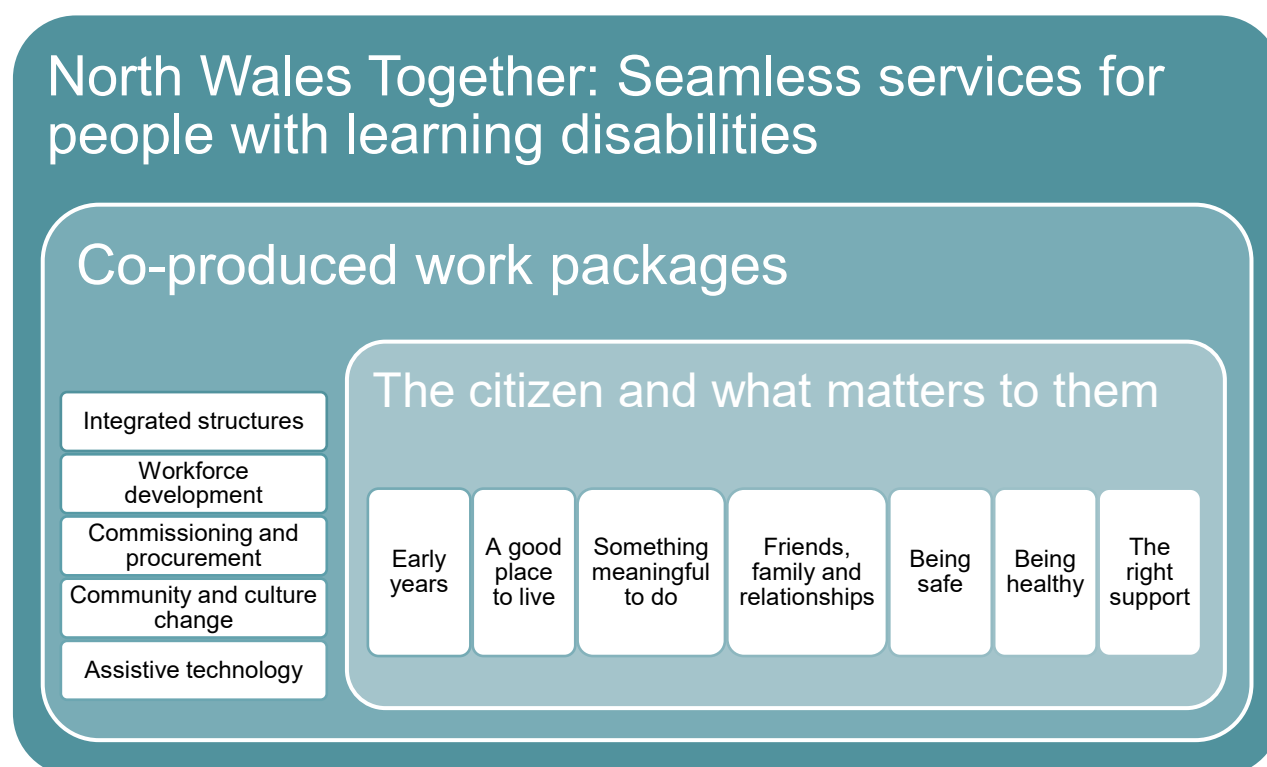 North Wales Together: Seamless services for
people with learning disabilities
Co-produced work packages
Integrated structures
Workforce
development
Commissioning and
procurement
Community and culture
change
Assistive technology
The citizen and what matters to them
Early
years
A good
place
to live
Something
meaningful
to do
Friends,
family and
relationships
Being
safe
Being
healthy
The
right
support